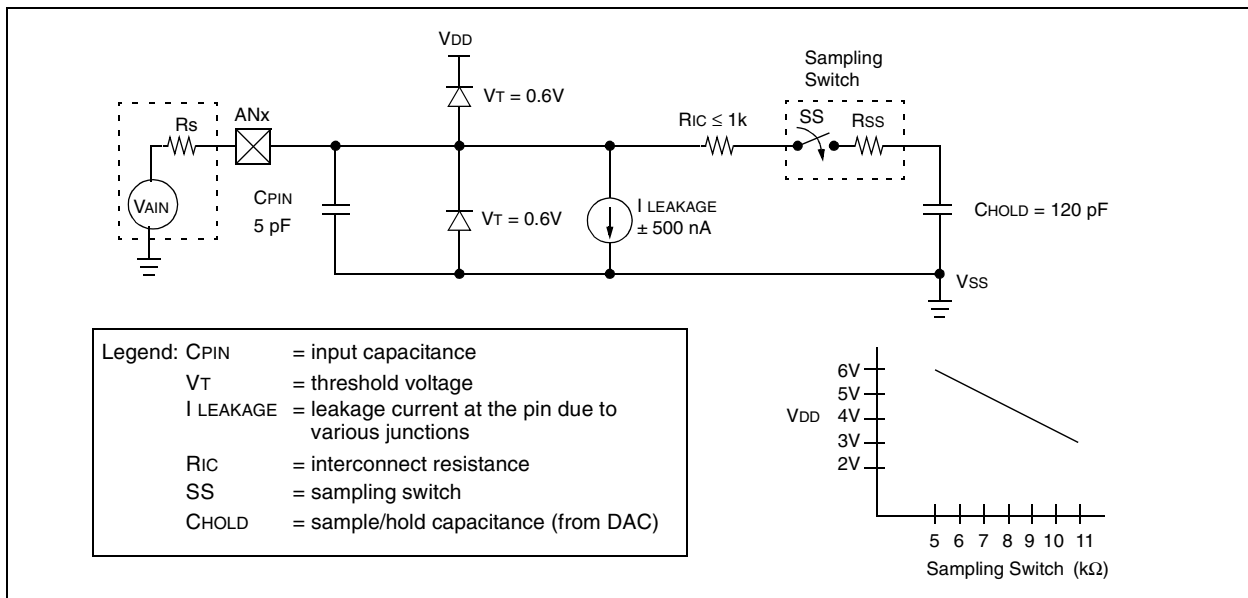 VDD
Sampling
Switch
VT = 0.6V
ANx
Rs
RIC ≤ 1k
SS
RSS
VAIN
CPIN
5 pF
VT = 0.6V
I LEAKAGE
± 500 nA
CHOLD = 120 pF
VSS
Legend: CPIN = input capacitance
VT = threshold voltage
I LEAKAGE = leakage current at the pin due to
various junctions
RIC = interconnect resistance
SS = sampling switch
CHOLD = sample/hold capacitance (from DAC)
6V
5V
VDD 4V
3V
2V
5 6 7 8 9 10 11
Sampling Switch (kΩ)